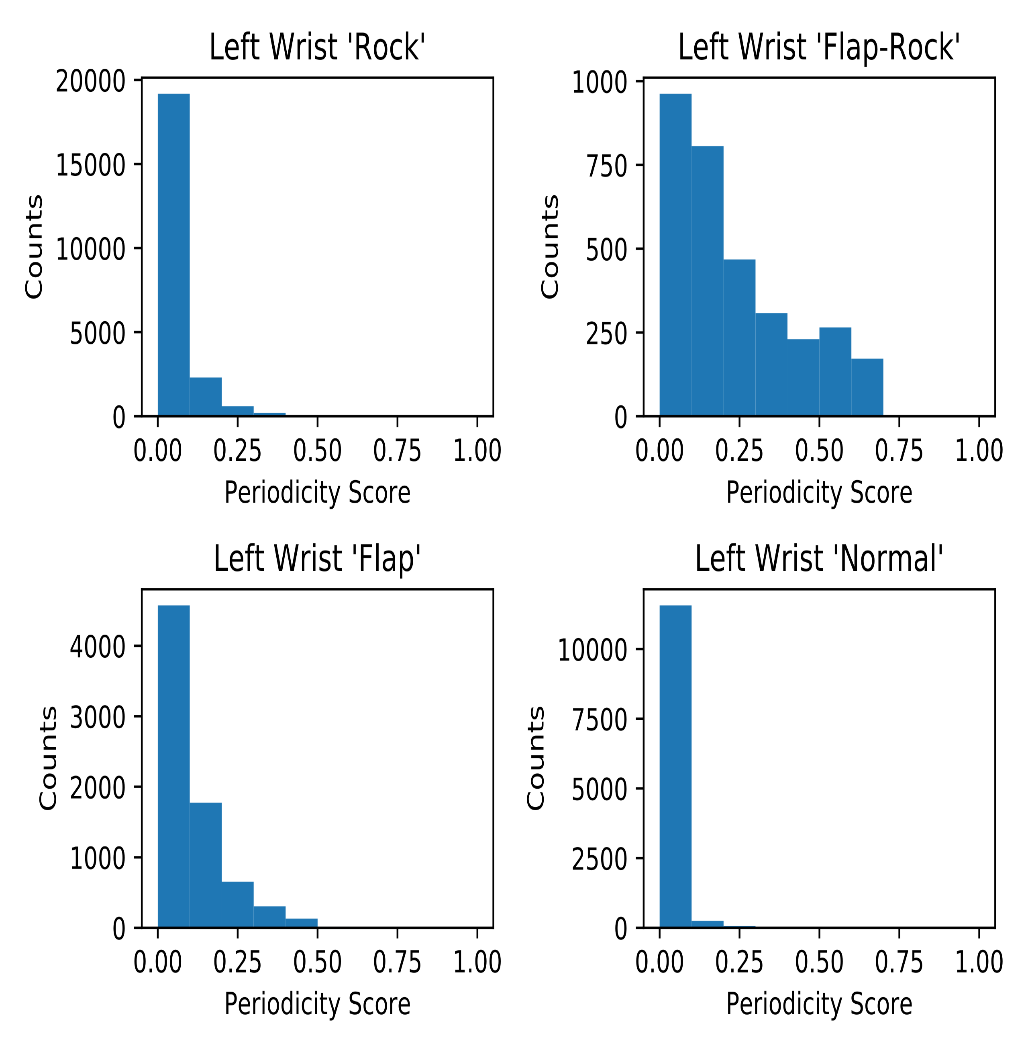 Left Wrist 'Rock'
20000
15000
10000
5000
0
Counts
0.00 0.25 0.50 0.75 1.00
Periodicity Score
Left Wrist 'Flap-Rock'
1000
750
500
250
0
Counts
0.00 0.25 0.50 0.75 1.00
Periodicity Score
Left Wrist 'Flap'
4000
3000
2000
1000
0
Counts
0.00 0.25 0.50 0.75 1.00
Periodicity Score
Left Wrist 'Normal'
10000
7500
5000
2500
0
Counts
0.00 0.25 0.50 0.75 1.00
Periodicity Score